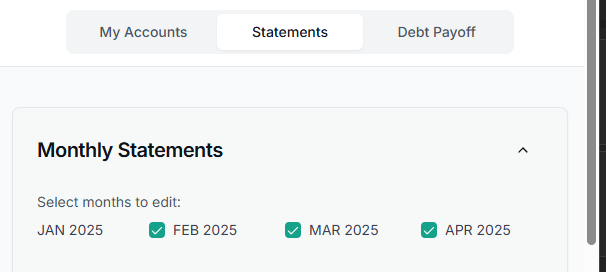 My Accounts Statements Debt Payoff
Monthly Statements
Select months to edit:
JAN 2025 FEB 2025 MAR 2025 APR 2025